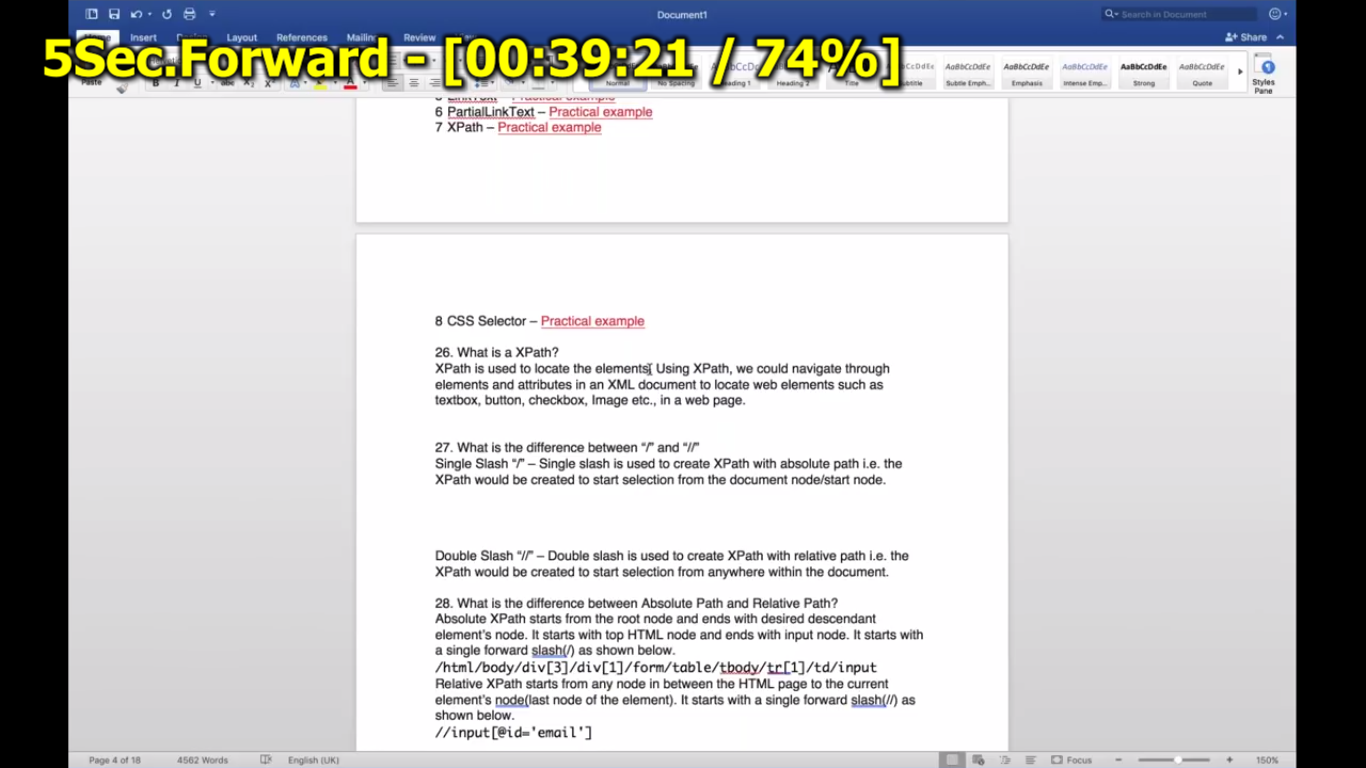 Document1
Search in Document
Home Insert Design Layout References Mailings Review View
Share
5Sec.Forward - [00:39:21 / 74%]
Paste
AaBbCcDdEe AaBbCcDdEe AaBbCcDdEe AaBbCcDdEe AaBbCcDdEe
Normal No Spacing Heading 1 Heading 2 Title Subtitle Subtle Emph... Emphasis Intense Emp... Strong Quote
Styles
Pane
LinkText – Practical example
6 PartialLinkText – Practical example
7 XPath – Practical example
8 CSS Selector – Practical example
26. What is a XPath?
XPath is used to locate the elements. Using XPath, we could navigate through
elements and attributes in an XML document to locate web elements such as
textbox, button, checkbox, Image etc., in a web page.
27. What is the difference between “/” and “//”
Single Slash “/” – Single slash is used to create XPath with absolute path i.e. the
XPath would be created to start selection from the document node/start node.
Double Slash “//” – Double slash is used to create XPath with relative path i.e. the
XPath would be created to start selection from anywhere within the document.
28. What is the difference between Absolute Path and Relative Path?
Absolute XPath starts from the root node and ends with desired descendant
element’s node. It starts with top HTML node and ends with input node. It starts with
a single forward slash(/) as shown below.
/html/body/div[3]/div[1]/form/table/tbody/tr[1]/td/input
Relative XPath starts from any node in between the HTML page to the current
element’s node(last node of the element). It starts with a single forward slash(//) as
shown below.
//input[@id='email']
Page 4 of 18 4562 Words English (UK) Focus 150%